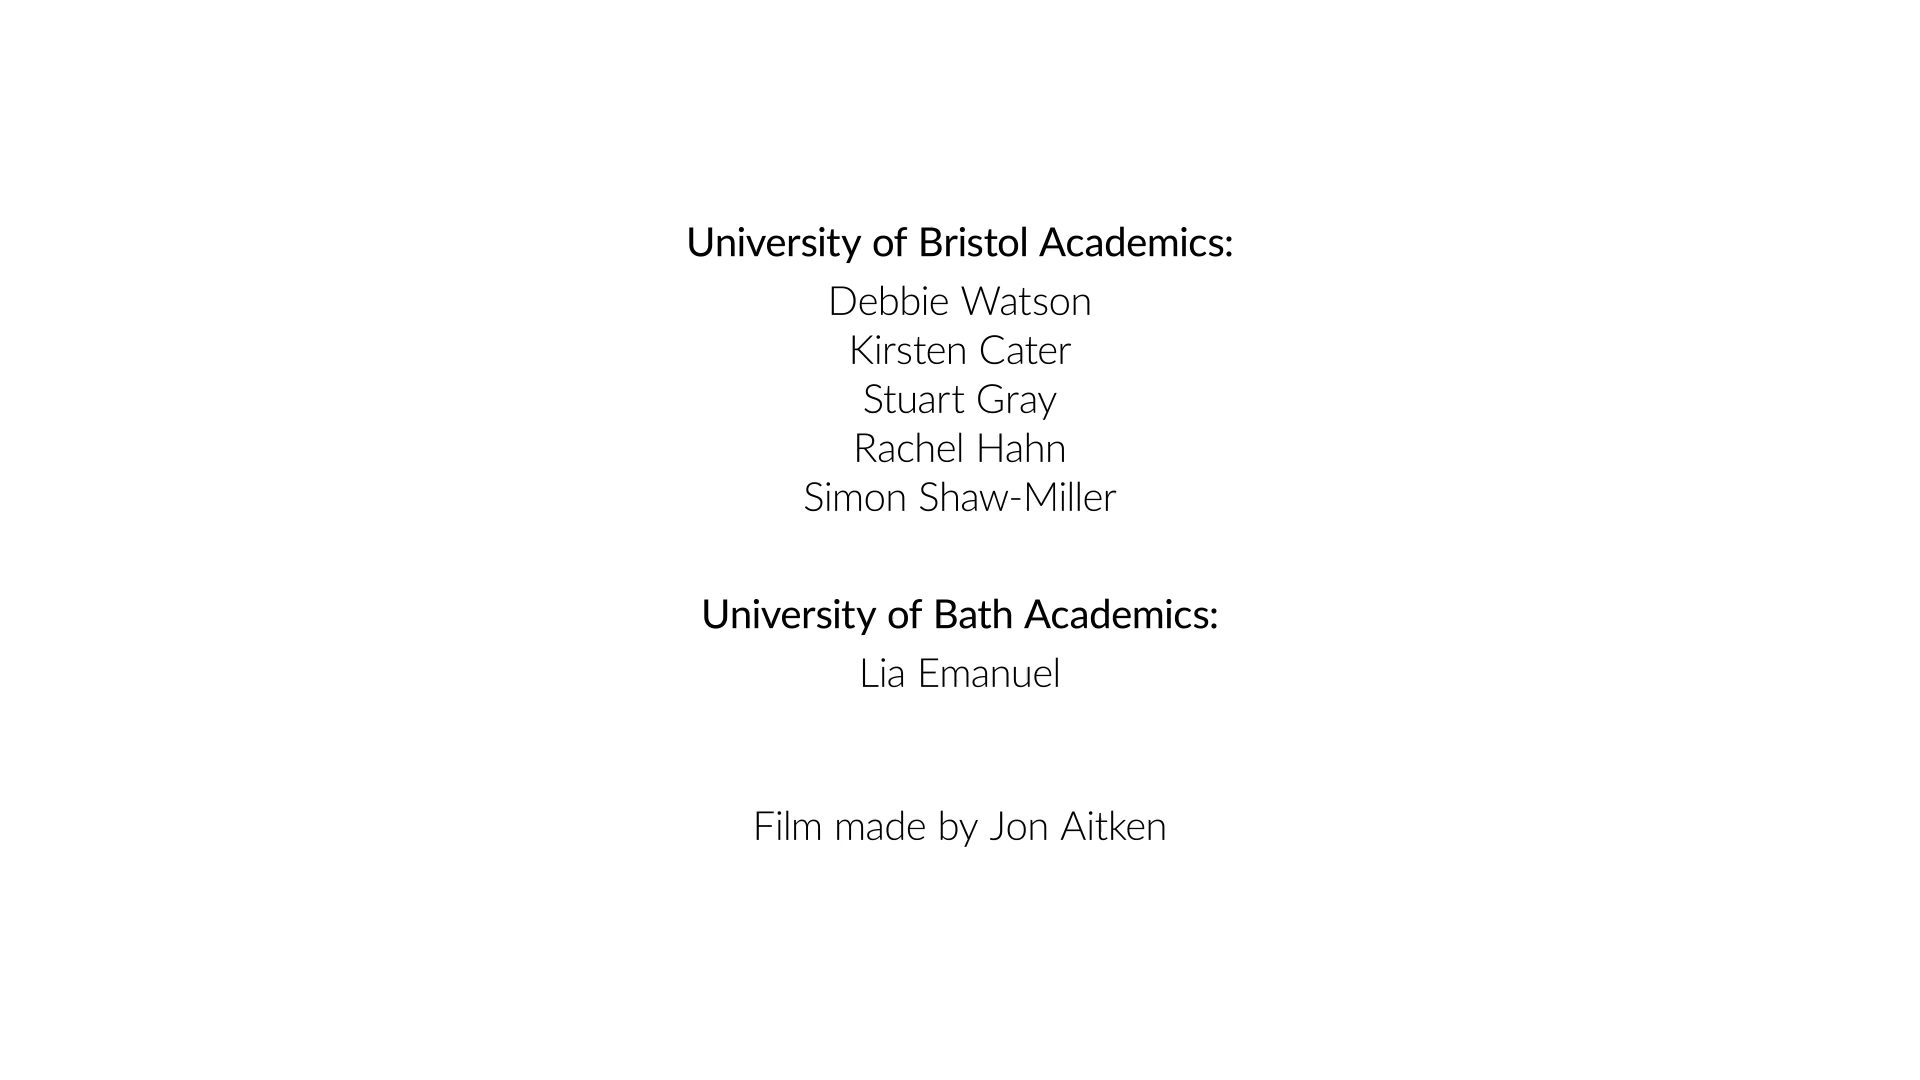 University of Bristol Academics:
Debbie Watson
Kirsten Cater
Stuart Gray
Rachel Hahn
Simon Shaw-Miller
University of Bath Academics:
Lia Emanuel
Film made by Jon Aitken